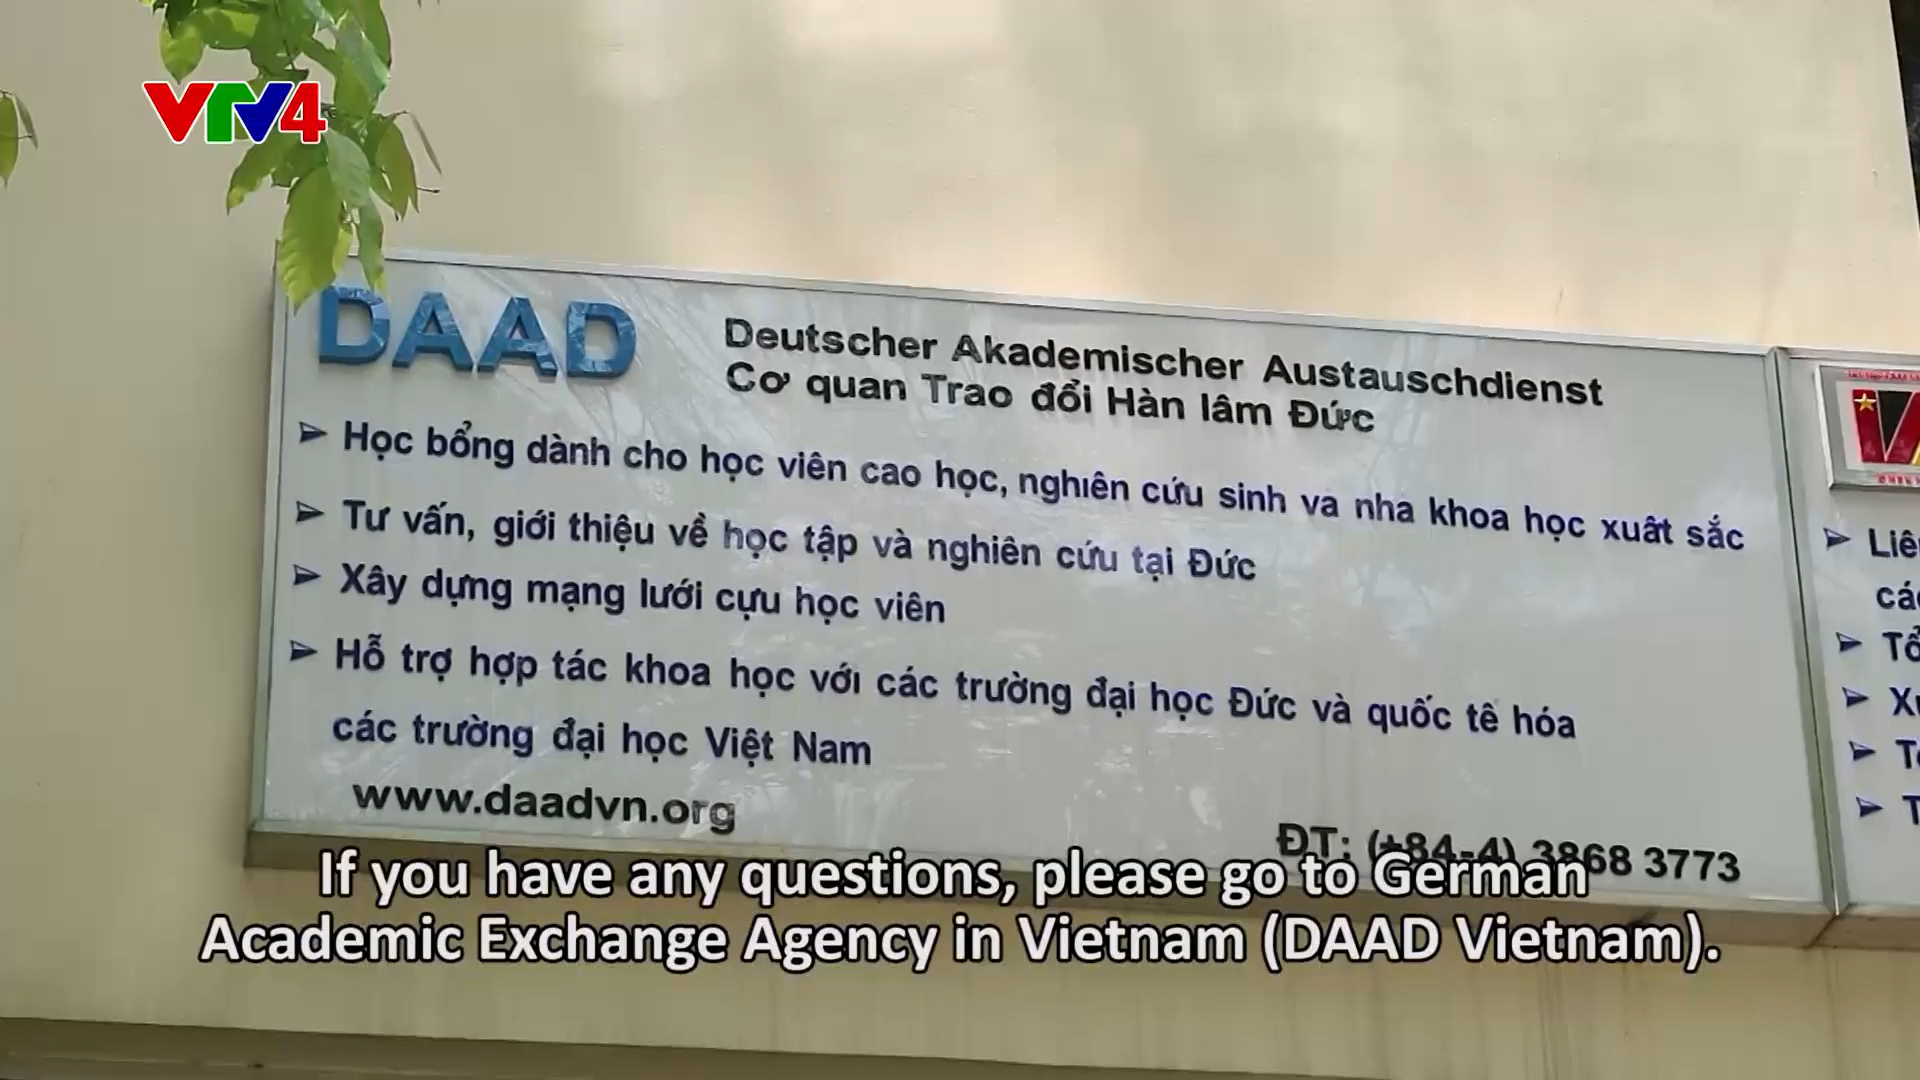 VTV4
DAAD
Deutscher Akademischer Austauschdienst
Cơ quan Trao đổi Hàn lâm Đức
➢ Học bổng dành cho học viên cao học, nghiên cứu sinh va nha khoa học xuất sắc
➢ Tư vấn, giới thiệu về học tập và nghiên cứu tại Đức
➢ Xây dựng mạng lưới cựu học viên
➢ Hỗ trợ hợp tác khoa học với các trường đại học Đức và quốc tê hóa
các trường đại học Việt Nam
www.daadvn.org
ĐT: (+84-4) 3868 3773
If you have any questions, please go to German
Academic Exchange Agency in Vietnam (DAAD Vietnam).